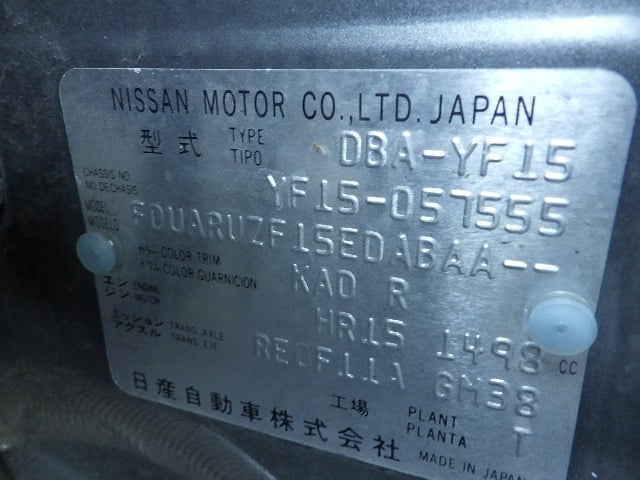 NISSAN MOTOR CO.,LTD. JAPAN
型式 TYPE TIPO DBA-YF15
CHASSIS NO NO DECHASIS YF15-057555
MODEL MODELO FDUARUZF15EDABAA--
カラー COLOR TRIM トリム COLOR GUARNICION KAD R
エンジン ENGINE MOTOR HR15 1498 CC
ミッション アクスル TRANS. AXLE TRANS. EJE REOF11A GM38
工場 PLANT PLANTA T
日産自動車株式会社 MADE IN JAPAN